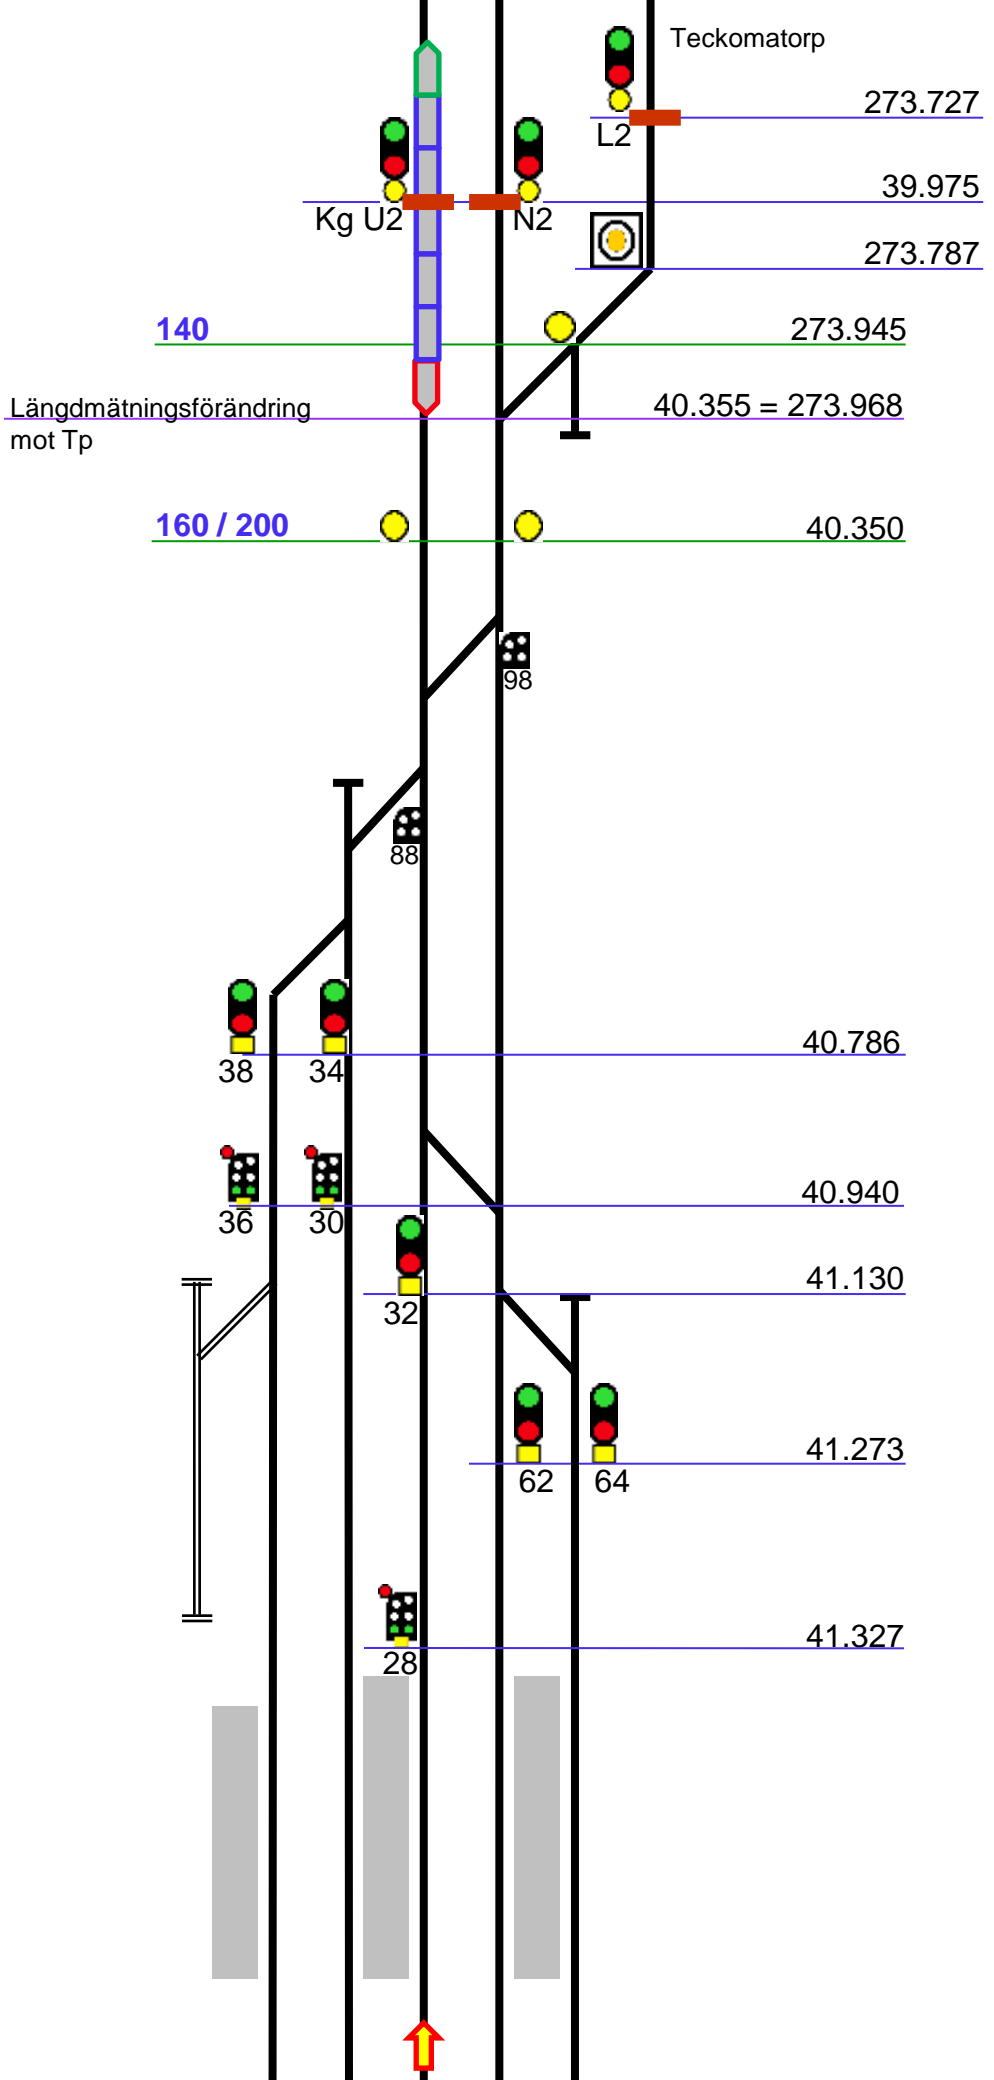 Teckomatorp
273.727
L2
39.975
Kg U2
N2
273.787
140
273.945
Längdmätningsförändring
mot Tp
40.355 = 273.968
160 / 200
40.350
98
88
38
34
40.786
36
30
40.940
32
41.130
62
64
41.273
28
41.327